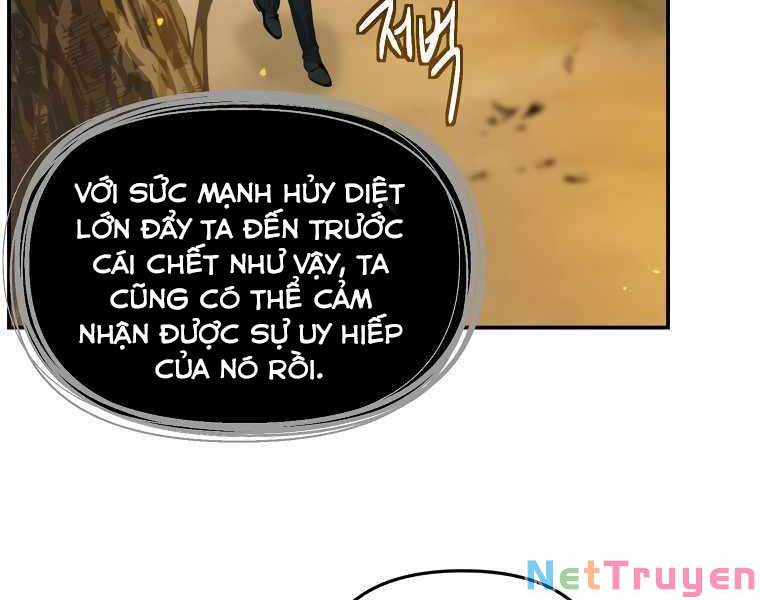 저벅
VỚI SỨC MẠNH HỦY DIỆT
LỚN ĐẨY TA ĐẾN TRƯỚC
CÁI CHẾT NHƯ VẬY, TA
CŨNG CÓ THỂ CẢM
NHẬN ĐƯỢC SỰ UY HIẾP
CỦA NÓ RỒI.
NetTruyen